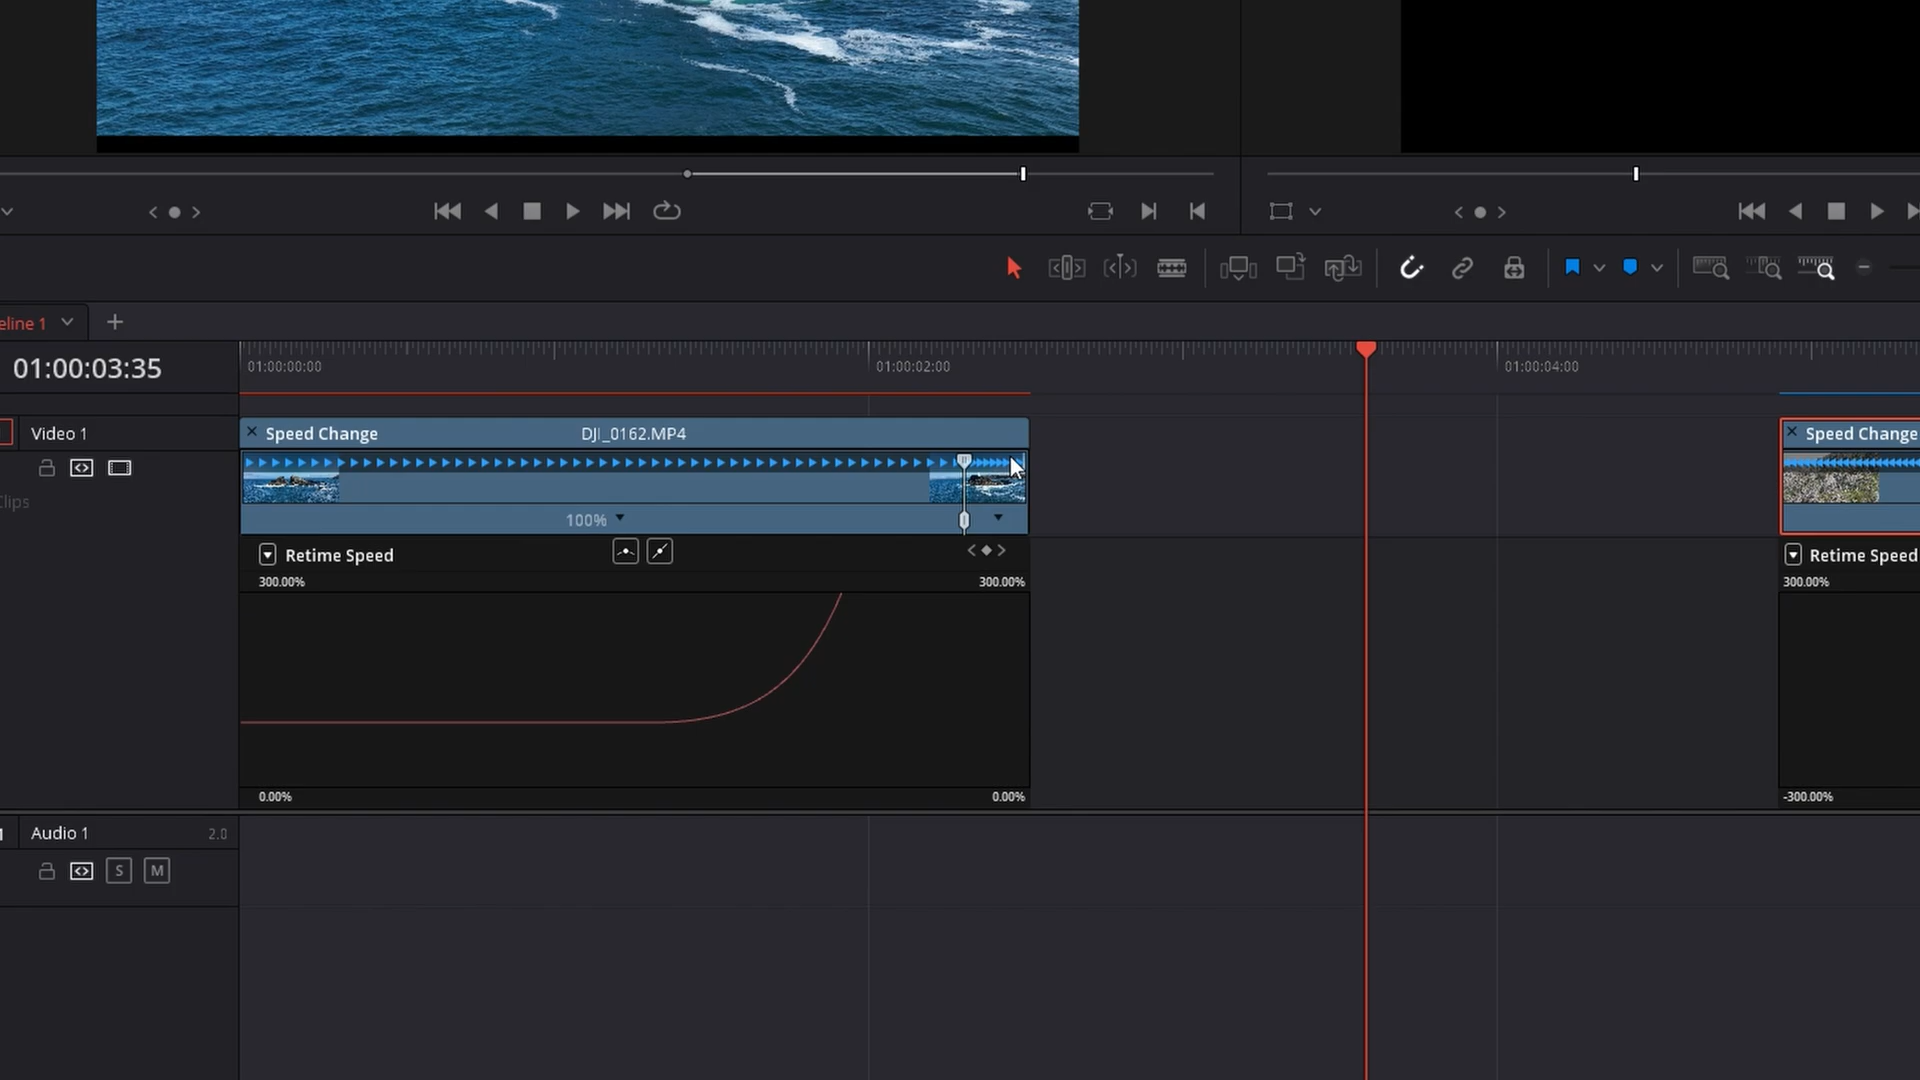 eline 1
01:00:03:35
01:00:00:00
01:00:02:00
01:00:04:00
Video 1
Speed Change
DJI_0162.MP4
Speed Change
Clips
100%
Retime Speed
Retime Speed
300.00%
300.00%
300.00%
0.00%
0.00%
-300.00%
Audio 1
2.0
S
M